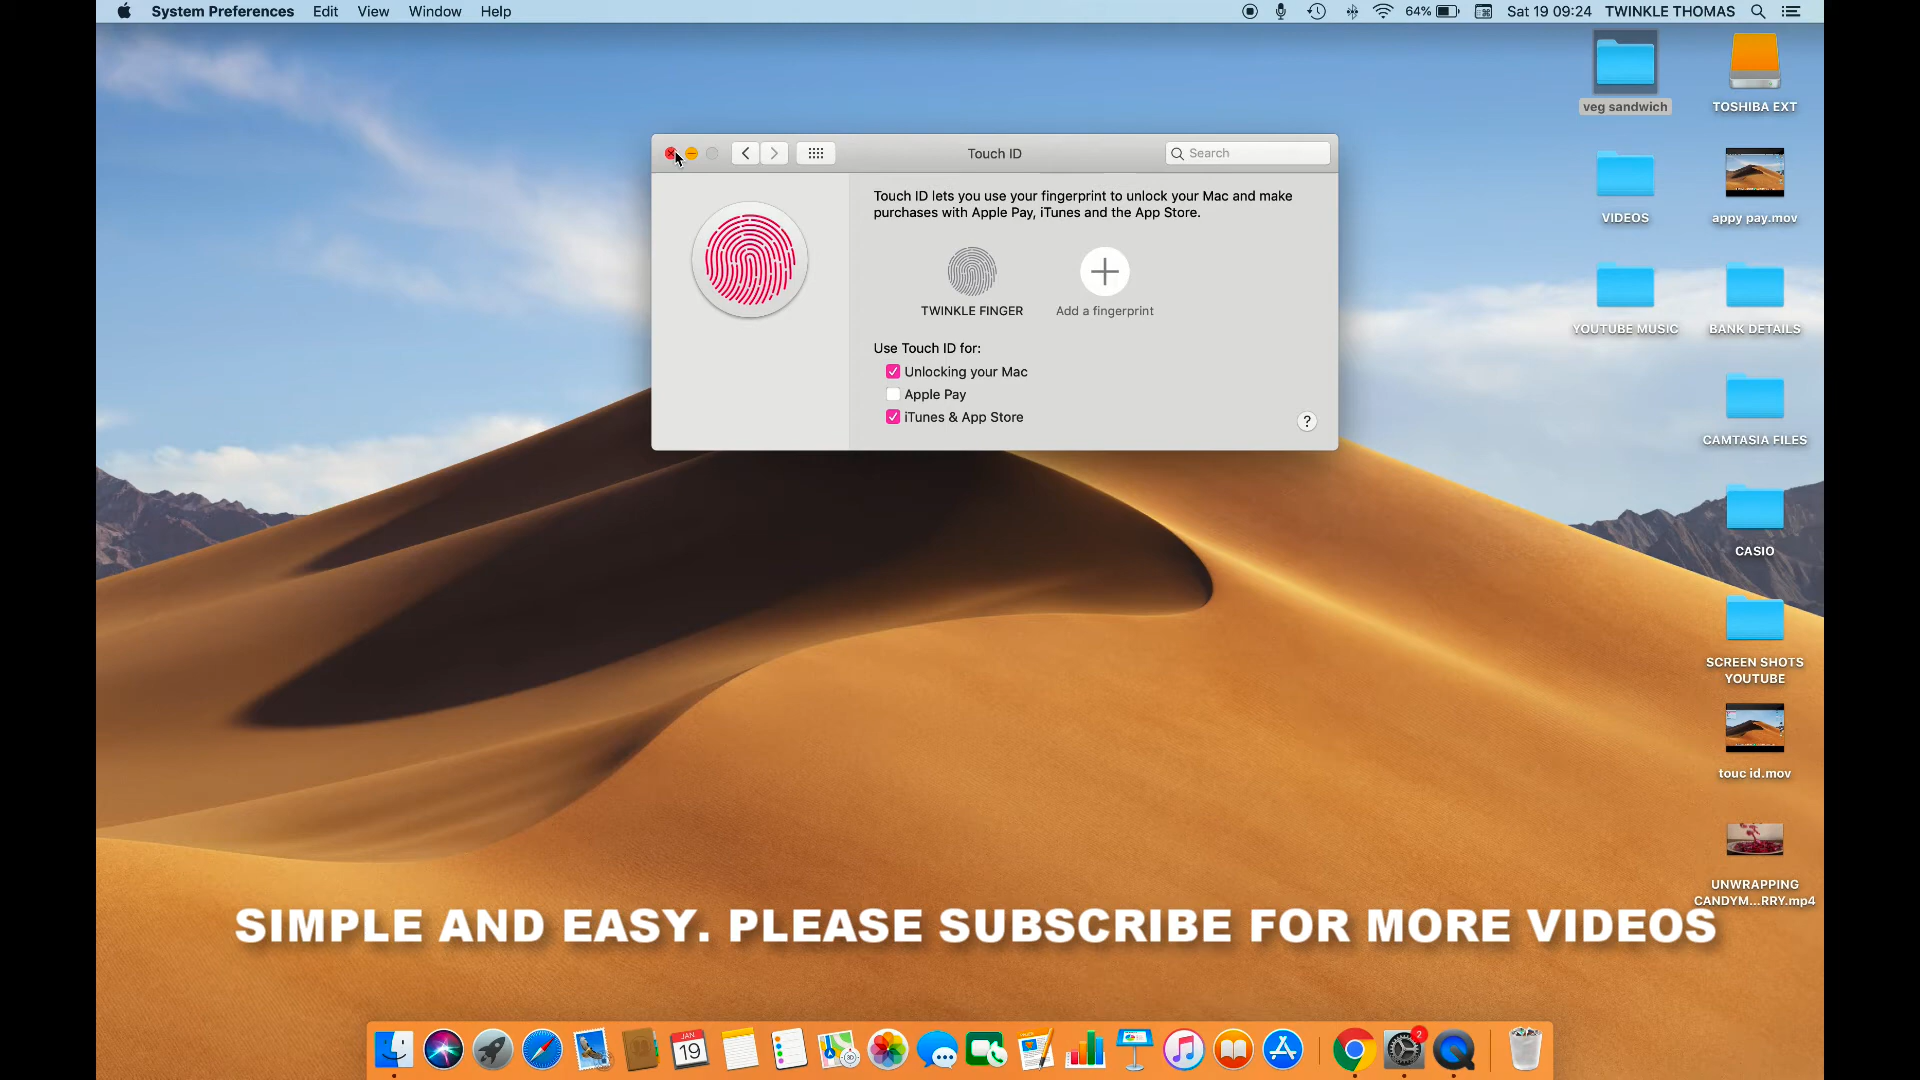 System Preferences Edit View Window Help
64% Sat 19 09:24 TWINKLE THOMAS
Touch ID
Search
Touch ID lets you use your fingerprint to unlock your Mac and make
purchases with Apple Pay, iTunes and the App Store.
TWINKLE FINGER
Add a fingerprint
Use Touch ID for:
Unlocking your Mac
Apple Pay
iTunes & App Store
?
veg sandwich
TOSHIBA EXT
VIDEOS
appy pay.mov
YOUTUBE MUSIC
BANK DETAILS
CAMTASIA FILES
CASIO
SCREEN SHOTS
YOUTUBE
touc id.mov
UNWRAPPING
CANDYM...RRY.mp4
SIMPLE AND EASY. PLEASE SUBSCRIBE FOR MORE VIDEOS
JAN
19
3D
2